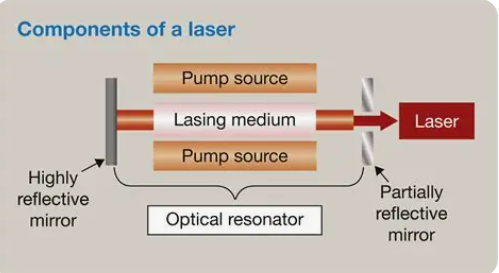 Components of a laser
Pump source
Lasing medium
Laser
Pump source
Highly
reflective
mirror
Optical resonator
Partially
reflective
mirror